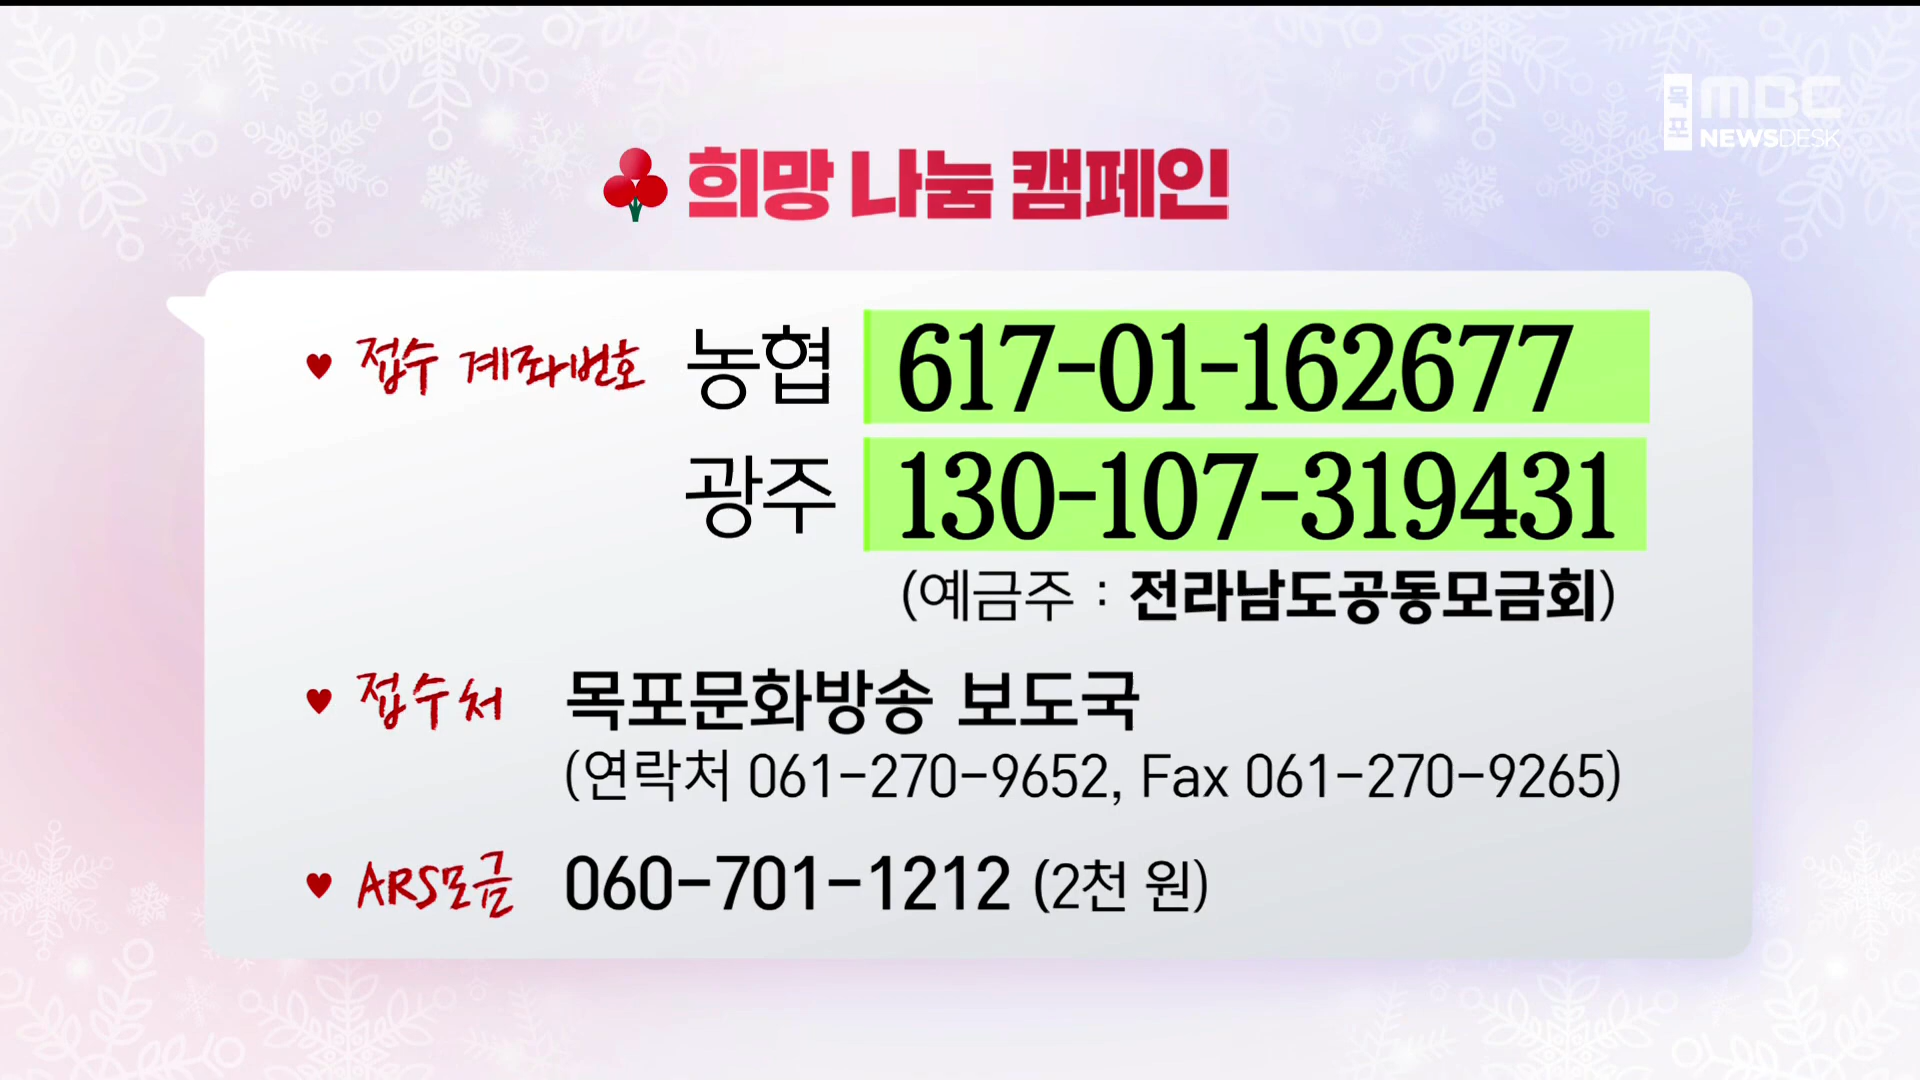 목포 MBC
NEWSDESK
희망 나눔 캠페인
♥ 접수 계좌번호 농협 617-01-162677
광주 130-107-319431
(예금주 : 전라남도공동모금회)
♥ 접수처 목포문화방송 보도국
(연락처 061-270-9652, Fax 061-270-9265)
♥ ARS모금 060-701-1212 (2천 원)